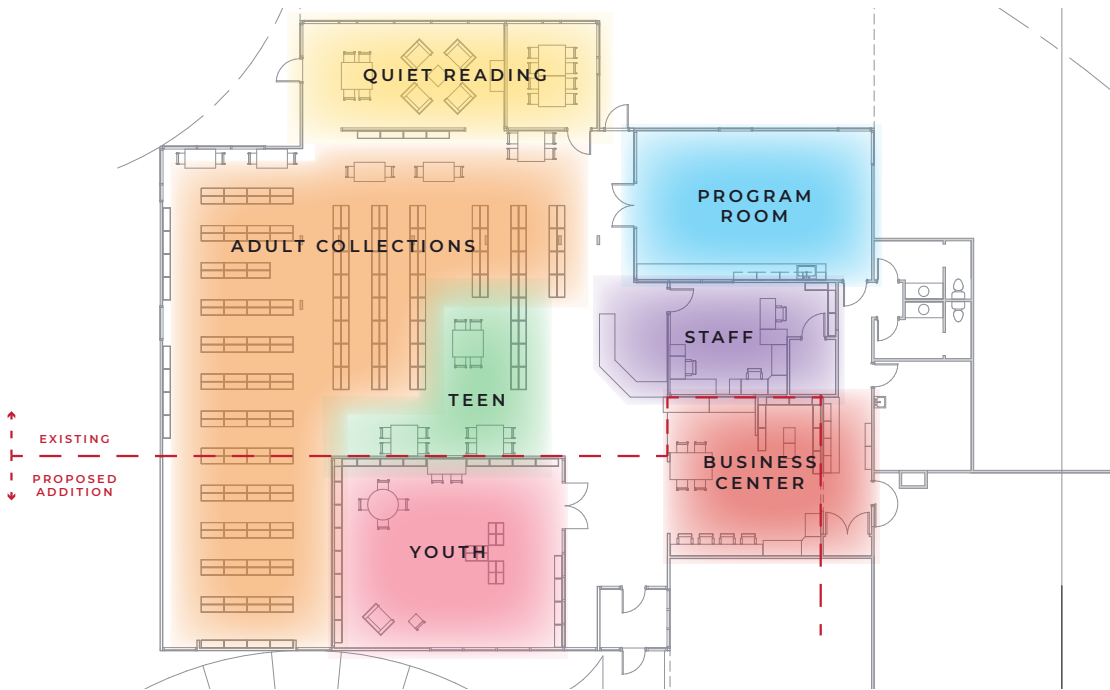 QUIET READING
PROGRAM
ROOM
ADULT COLLECTIONS
STAFF
TEEN
EXISTING
PROPOSED
ADDITION
BUSINESS
CENTER
YOUTH